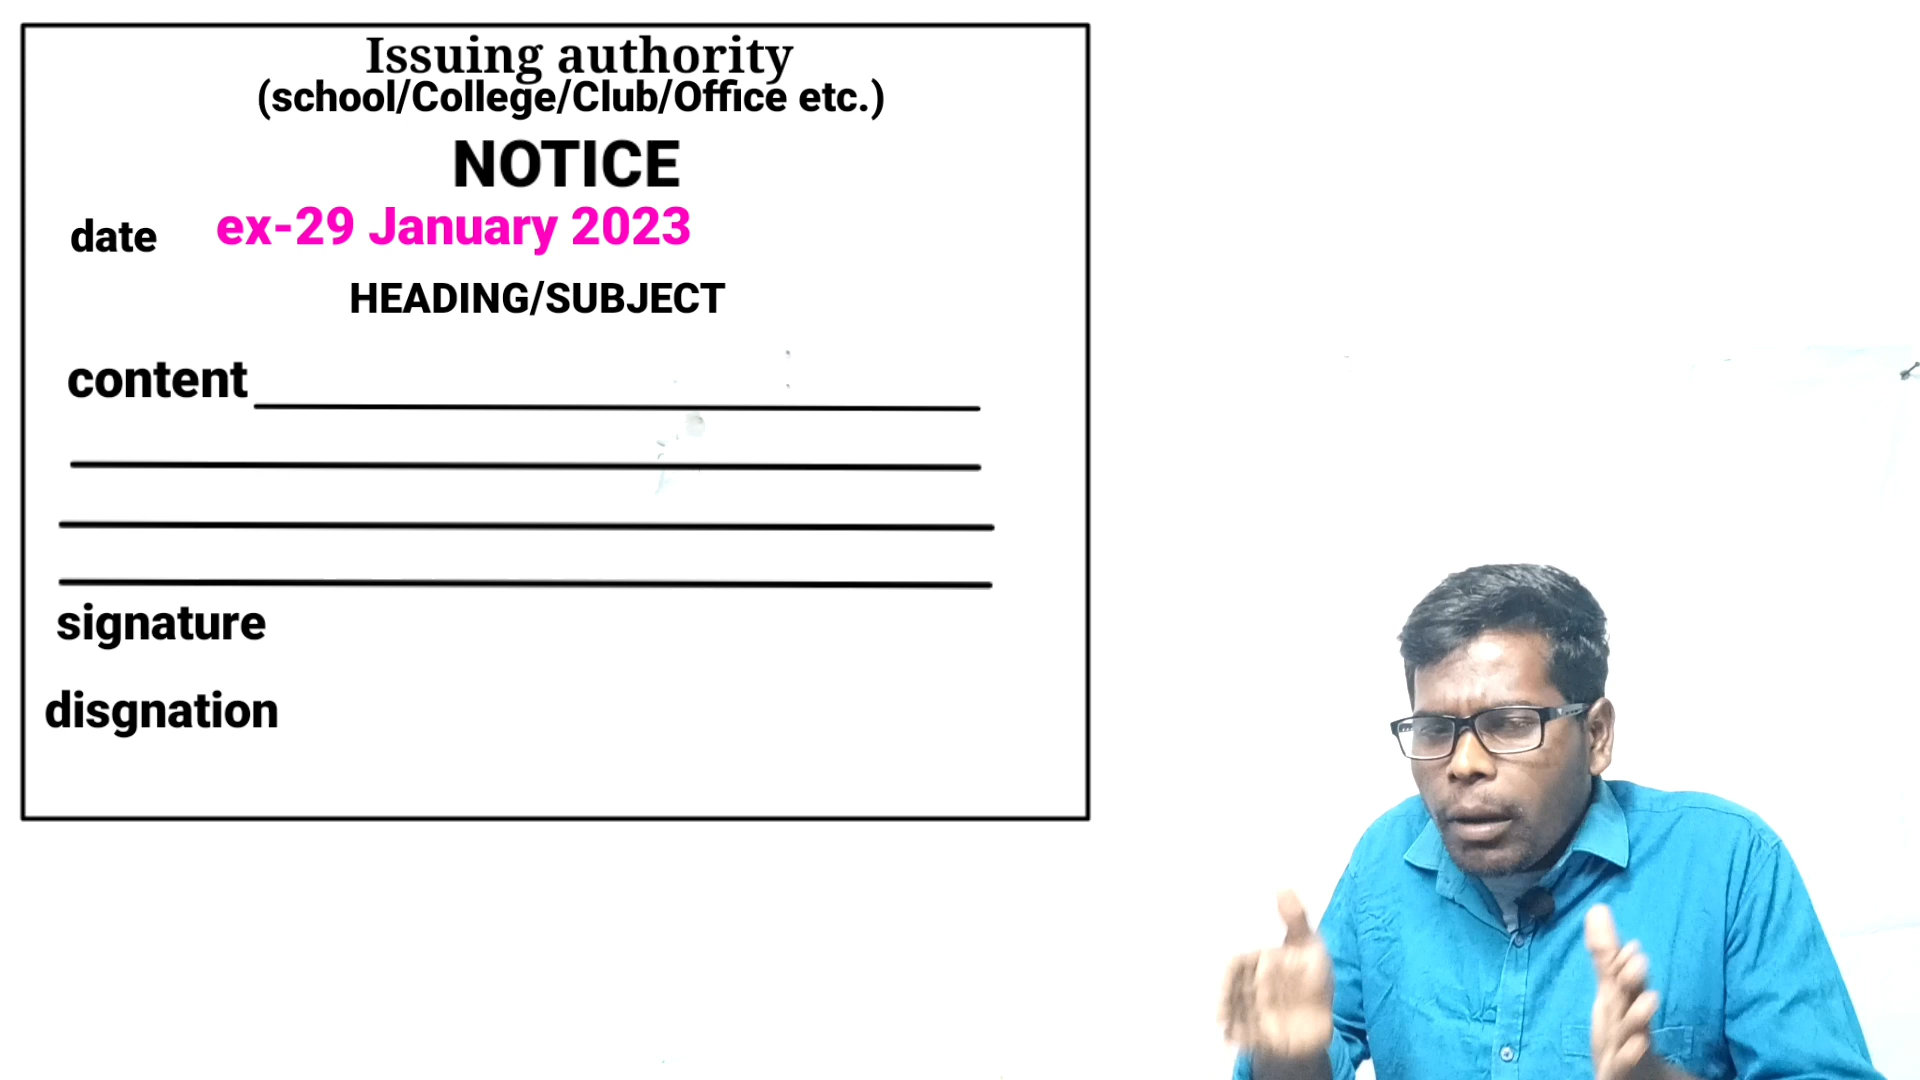 Issuing authority
(school/College/Club/Office etc.)
NOTICE
date ex-29 January 2023
HEADING/SUBJECT
content
signature
disgnation